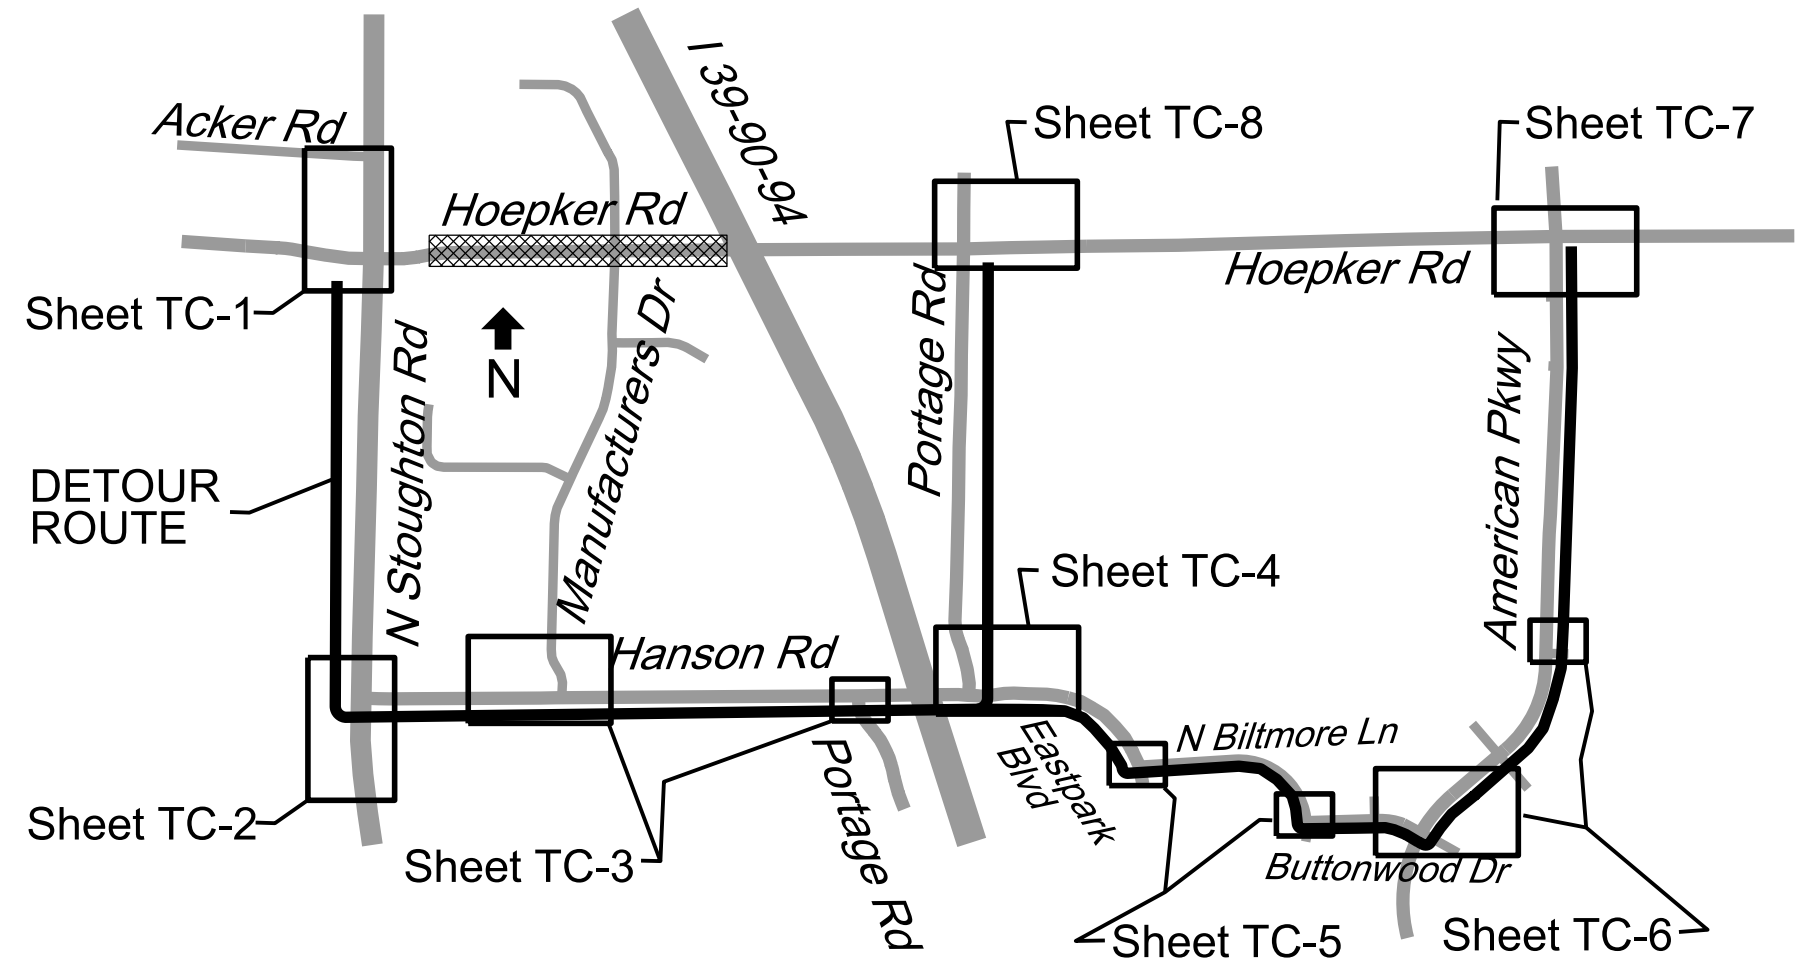 I 39-90-94
Acker Rd
Sheet TC-8
Sheet TC-7
Hoepker Rd
Hoepker Rd
Sheet TC-1
N
N Stoughton Rd
Manufacturers Dr
Portage Rd
American Pkwy
DETOUR
ROUTE
Sheet TC-4
Hanson Rd
N Biltmore Ln
Eastpark
Blvd
Portage Rd
Sheet TC-2
Sheet TC-3
Buttonwood Dr
Sheet TC-5
Sheet TC-6